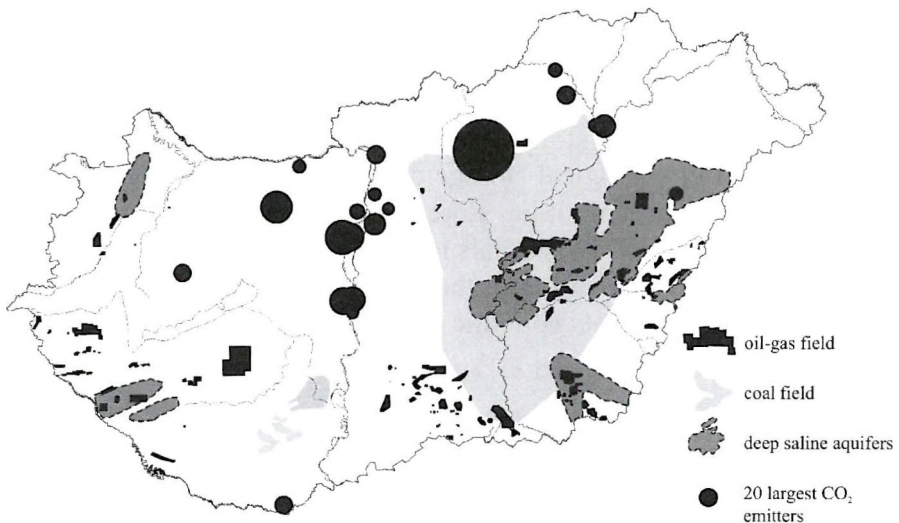 oil-gas field
coal field
deep saline aquifers
20 largest CO₂
emitters